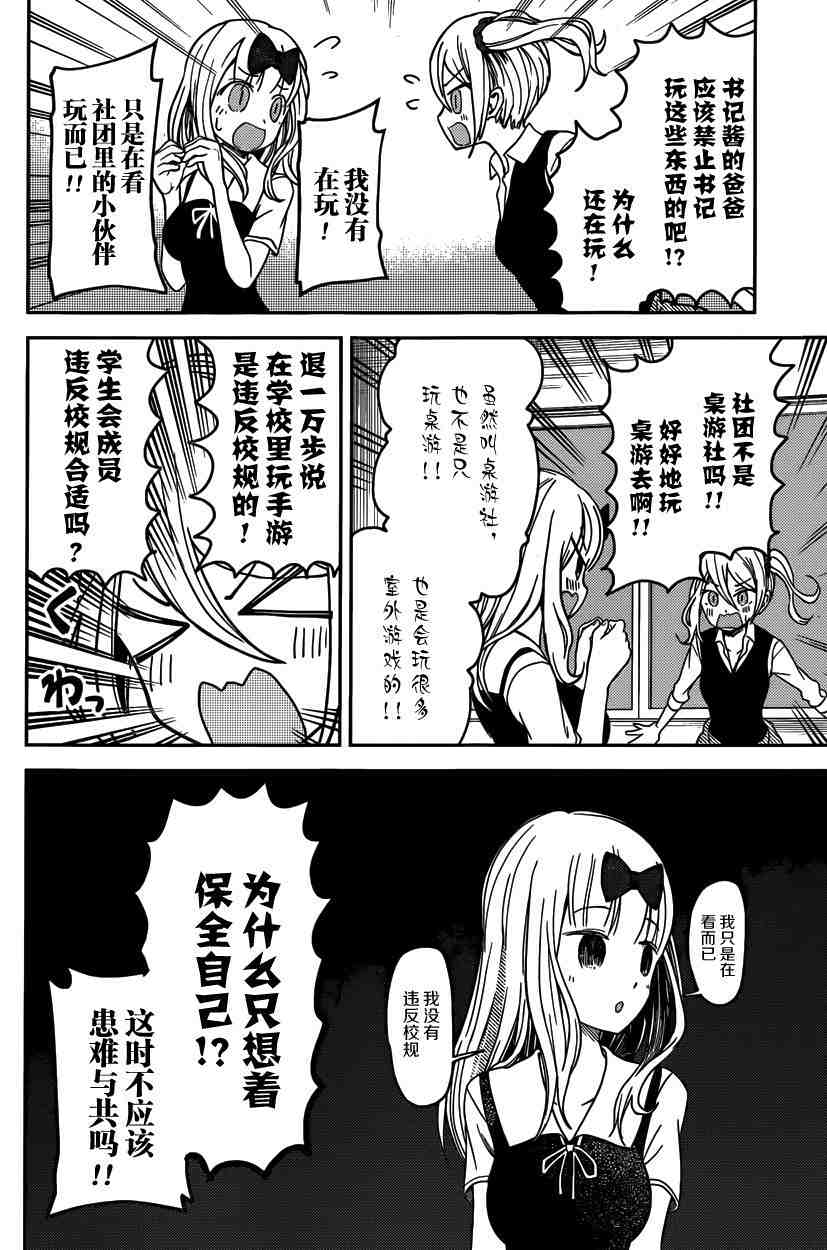 书记酱的爸爸
应该禁止书记
玩这些东西的吧!?
为什么
还在玩!
我没有
在玩!
只是在看
社团里的小伙伴
玩而已!!
社团不是
桌游社吗!!
好好地玩
桌游去啊!!
虽然叫桌游社,
也不是只
玩桌游!!
也是会玩很多
室外游戏的!!
退一万步说
在学校里玩手游
是违反校规的!
学生会成员
违反校规合适吗?
くわっ
我只是在
看而已
我没有
违反校规
为什么只想着
保全自己!?
这时不应该
患难与共吗!!